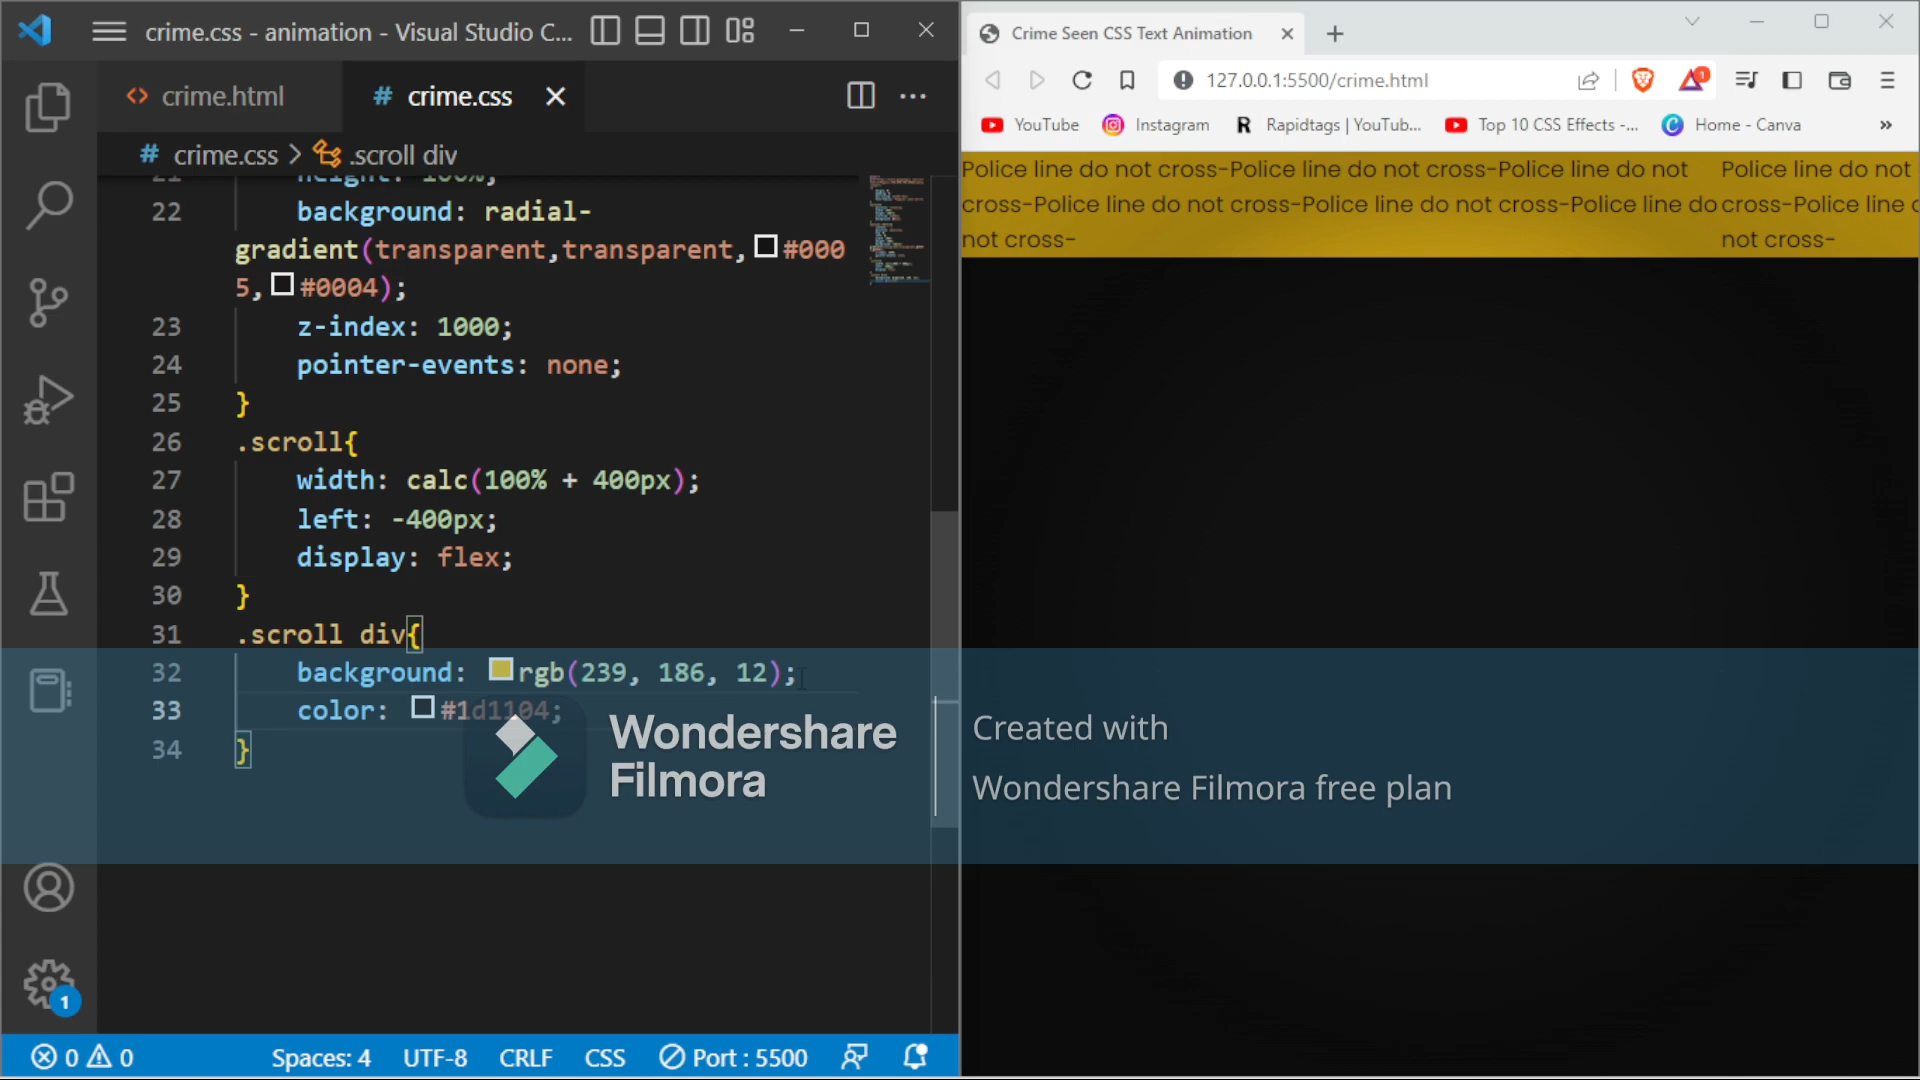 crime.css - animation - Visual Studio C...
crime.html
# crime.css
# crime.css > .scroll div
21 height: 100%;
22 background: radial-
gradient(transparent,transparent,#000
5,#0004);
23 z-index: 1000;
24 pointer-events: none;
25 }
26 .scroll{
27 width: calc(100% + 400px);
28 left: -400px;
29 display: flex;
30 }
31 .scroll div{
32 background: rgb(239, 186, 12);
33 color: #1d1104;
34 }
1
0 0 Spaces: 4 UTF-8 CRLF CSS Port : 5500
Crime Seen CSS Text Animation
127.0.0.1:5500/crime.html
1
YouTube Instagram R Rapidtags | YouTub... Top 10 CSS Effects -... C Home - Canva »
Police line do not cross-Police line do not cross-Police line do not
cross-Police line do not cross-Police line do not cross-Police line do
not cross-
Police line do not
cross-Police line
not cross-
Wondershare
Filmora
Created with
Wondershare Filmora free plan